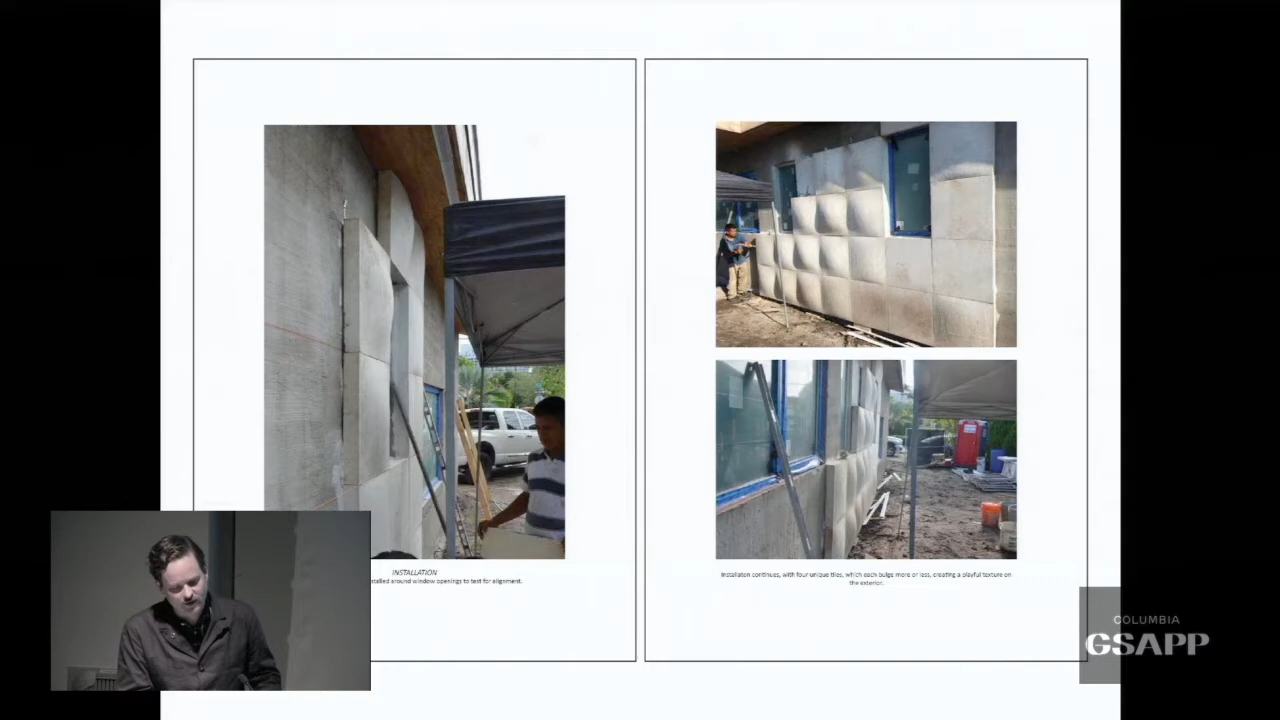 INSTALLATION
stalled around window openings to test for alignment.
Installaton continues, with four unique tiles, which each bulge more or less, creating a playful texture on
the exterior.
COLUMBIA
GSAPP